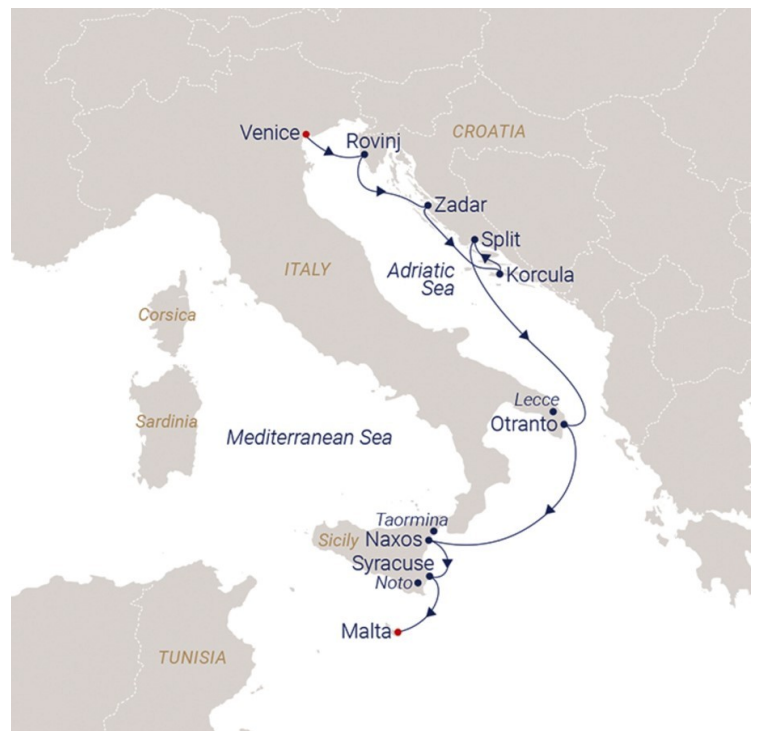 Venice
Rovinj
CROATIA
Zadar
Split
Adriatic
Sea
Korcula
ITALY
Corsica
Sardinia
Mediterranean Sea
Lecce
Otranto
Taormina
Sicily
Naxos
Syracuse
Noto
Malta
TUNISIA